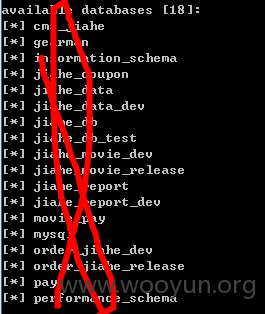 available databases [18]:
[*] cms_jiahe
[*] gearman
[*] information_schema
[*] jiahe_coupon
[*] jiahe_data
[*] jiahe_data_dev
[*] jiahe_db
[*] jiahe_db_test
[*] jiahe_movie_dev
[*] jiahe_movie_release
[*] jiahe_report
[*] jiahe_report_dev
[*] movie_pay
[*] mysql
[*] order_jiahe_dev
[*] order_jiahe_release
[*] pay
[*] performance_schema
www.wooyun.org